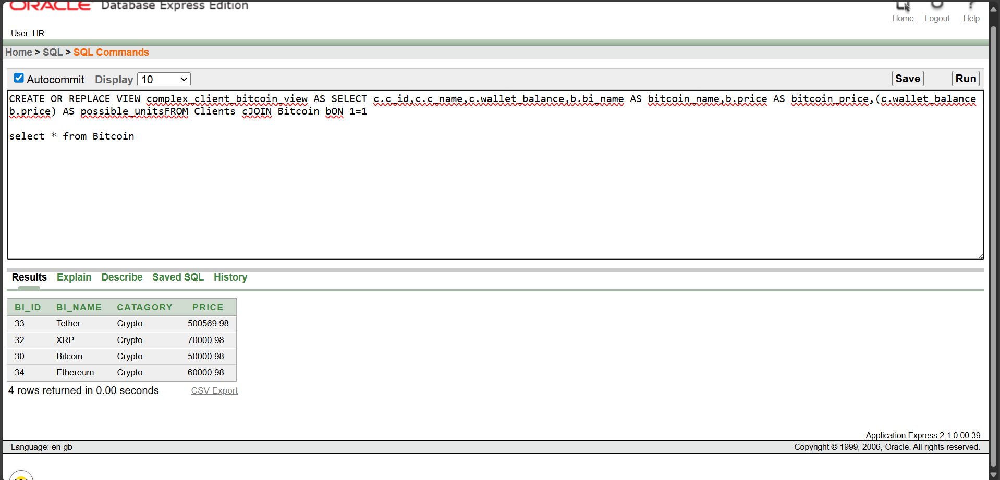 ORACLE Database Express Edition
Home Logout Help
User: HR
Home > SQL > SQL Commands
Autocommit Display 10 Save Run
CREATE OR REPLACE VIEW complex_client_bitcoin_view AS SELECT c.c_id,c.c_name,c.wallet_balance,b.bi_name AS bitcoin_name,b.price AS bitcoin_price,(c.wallet_balance
b.price) AS possible_unitsFROM Clients cJOIN Bitcoin bON 1=1
select * from Bitcoin
Results Explain Describe Saved SQL History
BI_ID BI_NAME CATAGORY PRICE
33 Tether Crypto 500569.98
32 XRP Crypto 70000.98
30 Bitcoin Crypto 50000.98
34 Ethereum Crypto 60000.98
4 rows returned in 0.00 seconds CSV Export
Application Express 2.1.0.00.39
Language: en-gb Copyright © 1999, 2006, Oracle. All rights reserved.